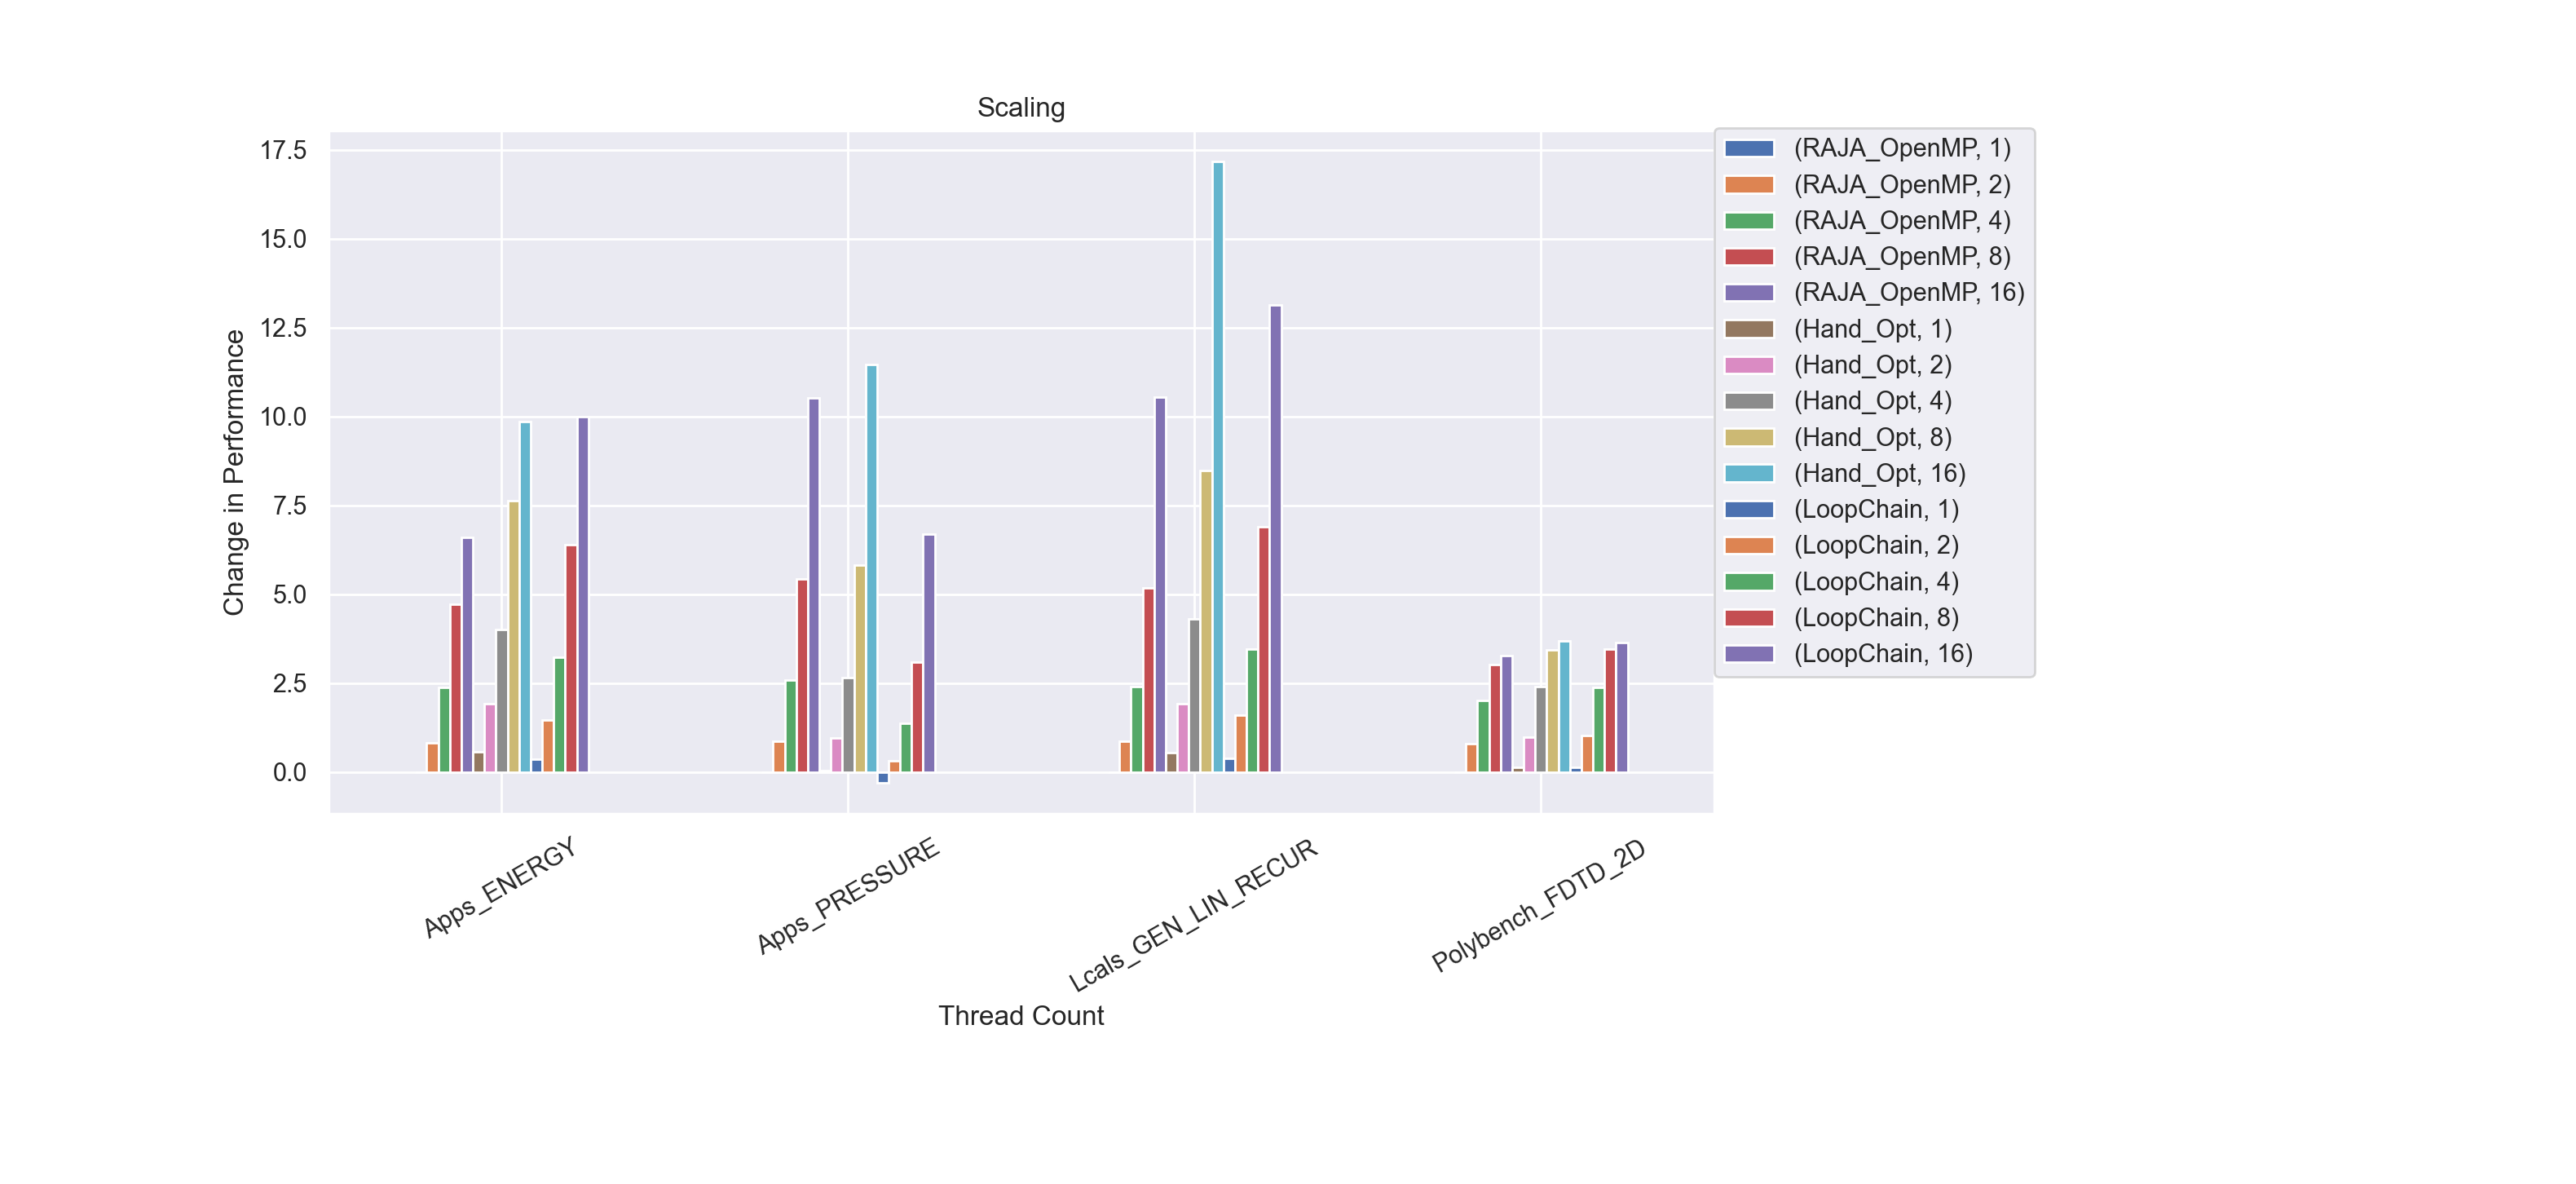 Scaling
17.5
15.0
12.5
10.0
7.5
5.0
2.5
0.0
Change in Performance
Apps_ENERGY
Apps_PRESSURE
Lcals_GEN_LIN_RECUR
Polybench_FDTD_2D
Thread Count
(RAJA_OpenMP, 1)
(RAJA_OpenMP, 2)
(RAJA_OpenMP, 4)
(RAJA_OpenMP, 8)
(RAJA_OpenMP, 16)
(Hand_Opt, 1)
(Hand_Opt, 2)
(Hand_Opt, 4)
(Hand_Opt, 8)
(Hand_Opt, 16)
(LoopChain, 1)
(LoopChain, 2)
(LoopChain, 4)
(LoopChain, 8)
(LoopChain, 16)